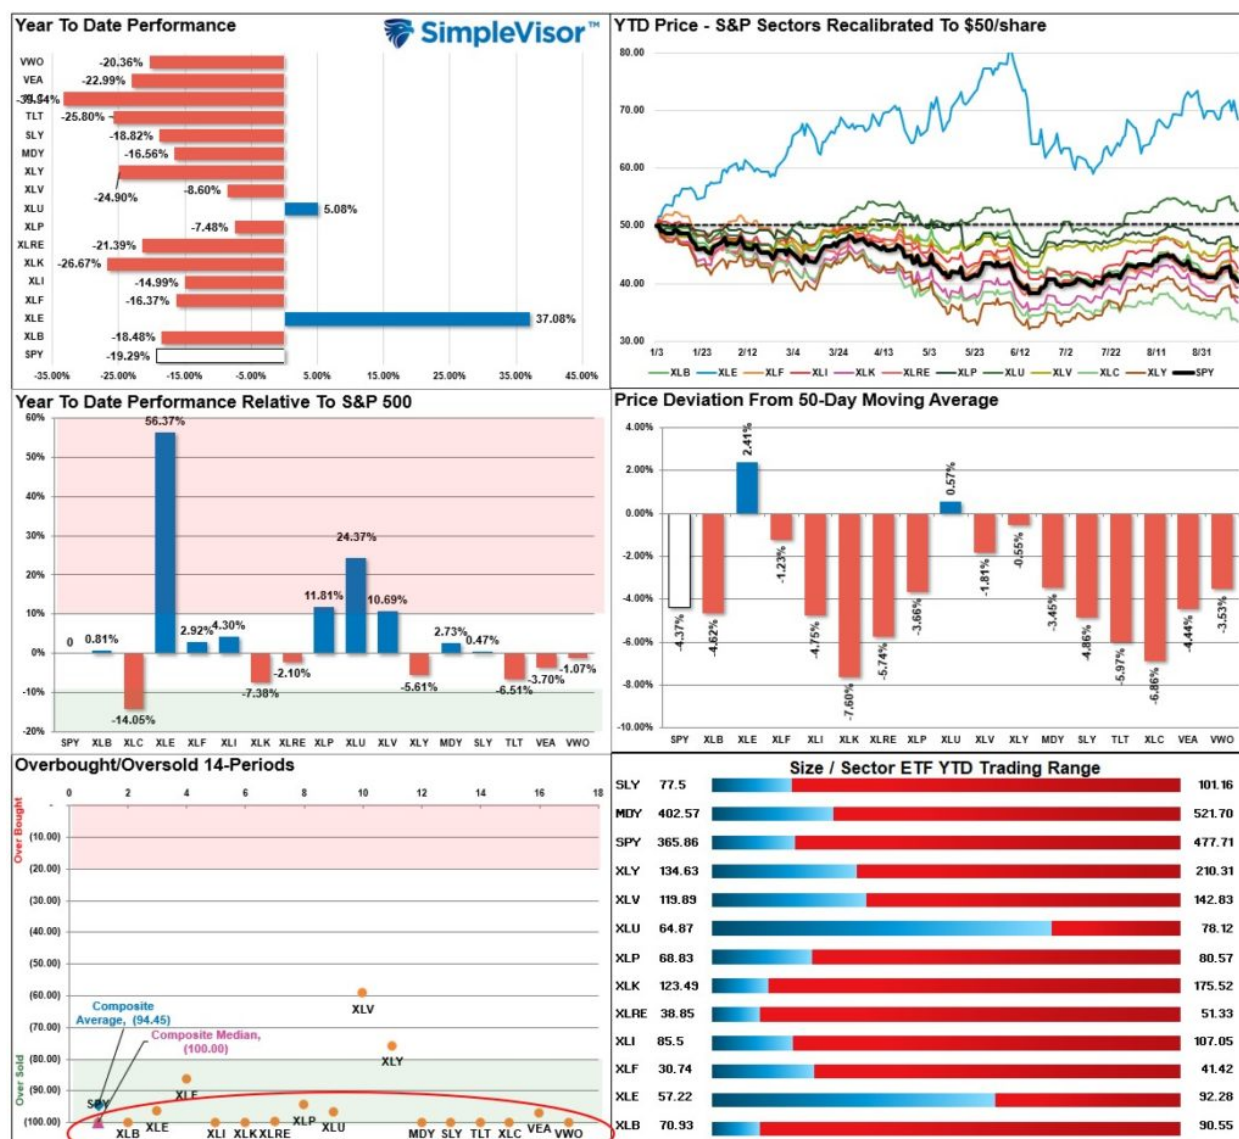 Year To Date Performance
SimpleVisor™
VWO -20.36%
VEA -22.99%
TLT -25.80%
SLY -18.82%
MDY -16.56%
XLY -24.90%
XLV -8.60%
XLU 5.08%
XLP -7.48%
XLRE -21.39%
XLK -26.67%
XLI -14.99%
XLF -16.37%
XLE 37.08%
XLB -18.48%
SPY -19.29%
-35.00% -25.00% -15.00% -5.00% 5.00% 15.00% 25.00% 35.00% 45.00%
YTD Price - S&P Sectors Recalibrated To $50/share
80.00
70.00
60.00
50.00
40.00
30.00
1/3 1/23 2/12 3/4 3/24 4/13 5/3 5/23 6/12 7/2 7/22 8/11 8/31
XLB XLE XLF XLI XLK XLRE XLP XLU XLV XLC XLY SPY
Year To Date Performance Relative To S&P 500
60%
50%
40%
30%
20%
10%
0%
-10%
-20%
0 0.81% -14.05% 56.37% 2.92% 4.30% -7.38% -2.10% 11.81% 24.37% 10.69% -5.61% 2.73% 0.47% -6.51% -3.70% -1.07%
SPY XLB XLC XLE XLF XLI XLK XLRE XLP XLU XLV XLY MDY SLY TLT VEA VWO
Price Deviation From 50-Day Moving Average
4.00%
2.00%
0.00%
-2.00%
-4.00%
-6.00%
-8.00%
-10.00%
-4.37% -4.62% 2.41% -1.23% -4.75% -7.60% -5.74% -3.66% 0.57% -1.81% -0.55% -3.45% -4.86% -5.97% -6.86% -4.44% -3.53%
SPY XLB XLE XLF XLI XLK XLRE XLP XLU XLV XLY MDY SLY TLT XLC VEA VWO
Overbought/Oversold 14-Periods
0 2 4 6 8 10 12 14 16 18
Over Bought
-
(10.00)
(20.00)
(30.00)
(40.00)
(50.00)
(60.00)
(70.00)
(80.00)
(90.00)
(100.00)
Over Sold
XLV
Composite
Average, (94.45)
Composite Median,
(100.00)
XLY
XLF
SPY
XLB XLE XLI XLK XLRE XLP XLU MDY SLY TLT XLC VEA VWO
Size / Sector ETF YTD Trading Range
SLY 77.5 101.16
MDY 402.57 521.70
SPY 365.86 477.71
XLY 134.63 210.31
XLV 119.89 142.83
XLU 64.87 78.12
XLP 68.83 80.57
XLK 123.49 175.52
XLRE 38.85 51.33
XLI 85.5 107.05
XLF 30.74 41.42
XLE 57.22 92.28
XLB 70.93 90.55